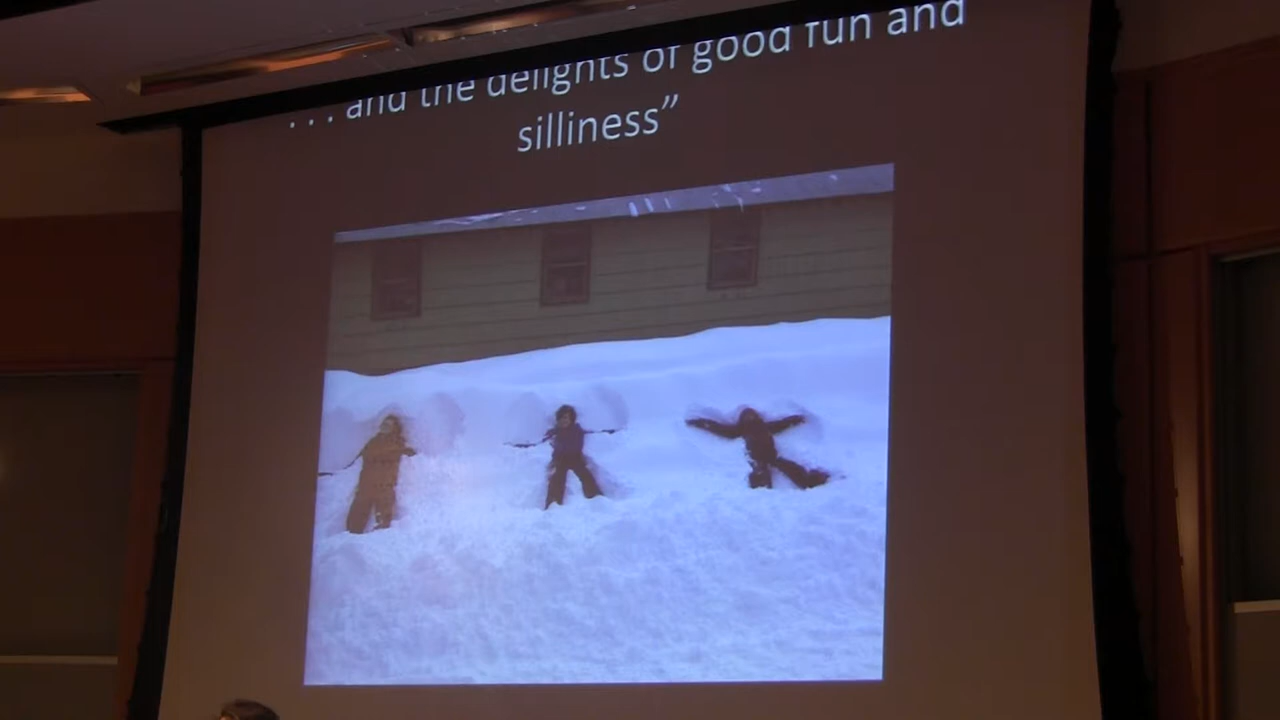 . . . and the delights of good fun and
silliness”